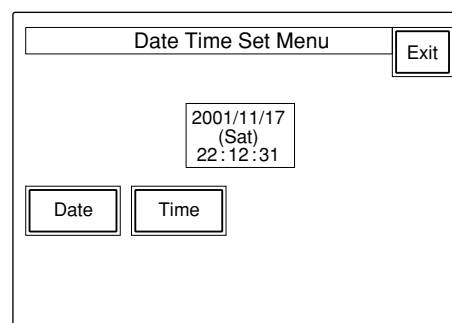 Date Time Set Menu
Exit
2001/11/17
(Sat)
22:12:31
Date
Time